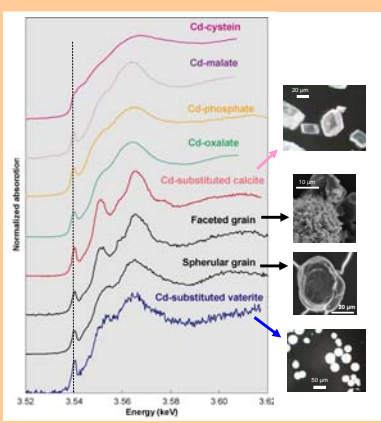 Cd-cystein
Cd-malate
Cd-phosphate
Cd-oxalate
Cd-substituted calcite
Faceted grain
Spherular grain
Cd-substituted vaterite
Normalized absorption
3.52 3.54 3.56 3.58 3.60 3.62
Energy (keV)
20 µm
10 µm
20 µm
50 µm